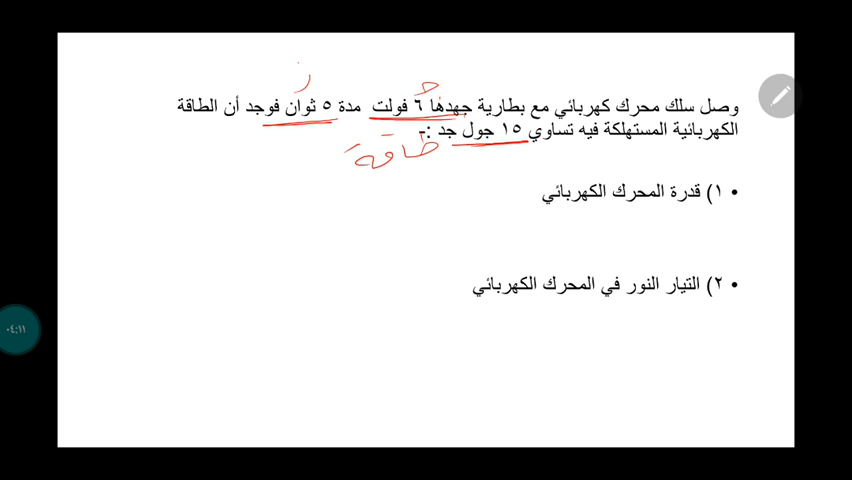 ز
ج
وصل سلك محرك كهربائي مع بطارية جهدها ٦ فولت مدة ٥ ثوان فوجد أن الطاقة
الكهربائية المستهلكة فيه تساوي ١٥ جول جد :-
طاقة
• ١) قدرة المحرك الكهربائي
• ٢) التيار النور في المحرك الكهربائي
٠٤:١١